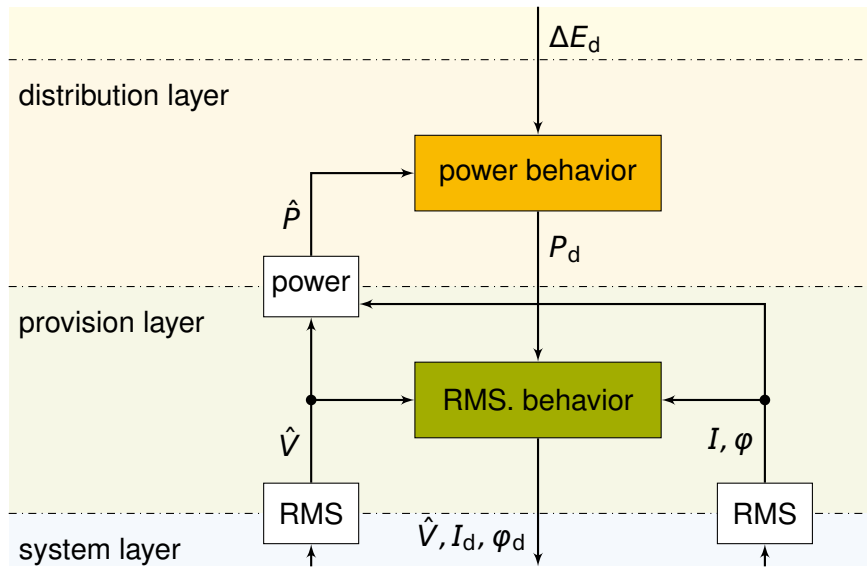 ΔE_d
distribution layer
power behavior
P̂
P_d
power
provision layer
RMS. behavior
V̂
I, φ
RMS
RMS
V̂, I_d, φ_d
system layer